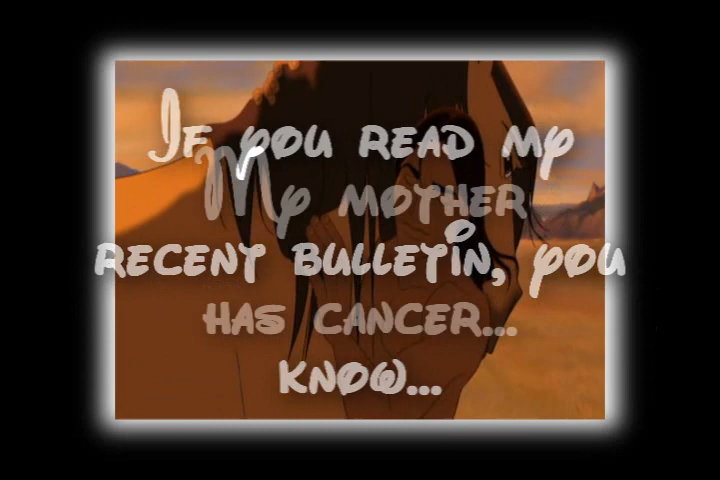 If you read my
My mother
recent bulletin, you
has cancer...
know...